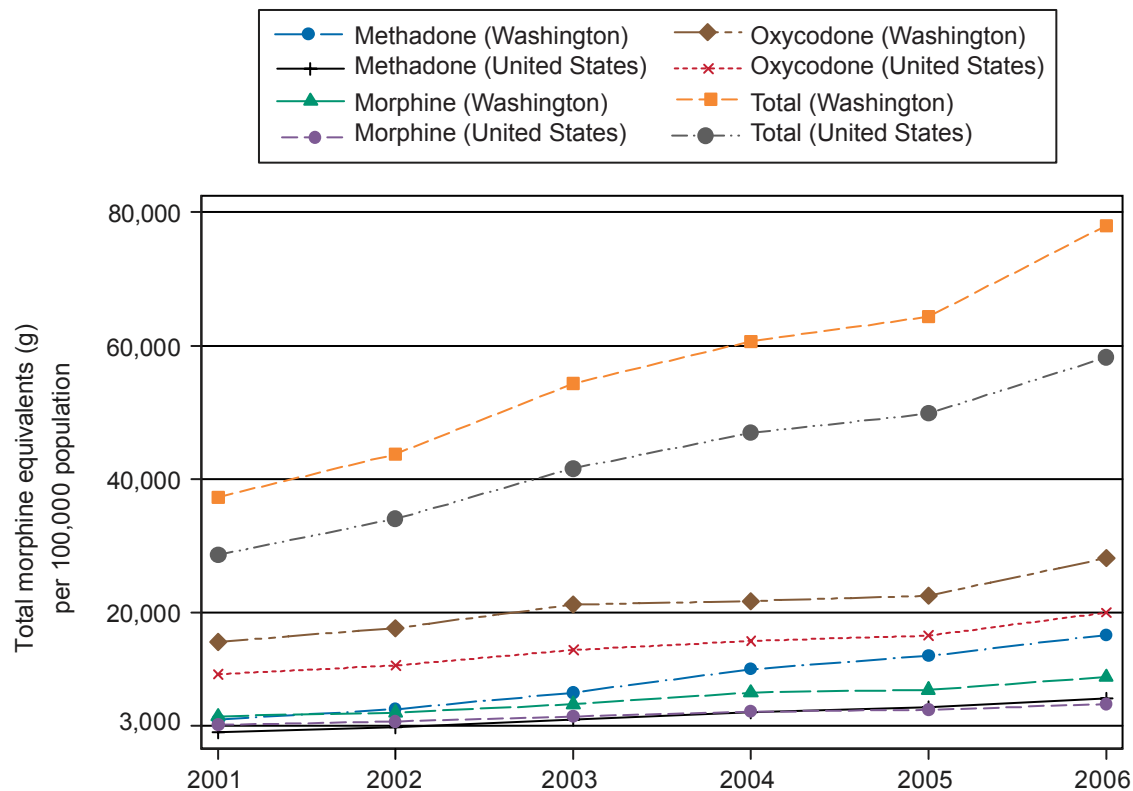 Methadone (Washington)
Methadone (United States)
Morphine (Washington)
Morphine (United States)
Oxycodone (Washington)
Oxycodone (United States)
Total (Washington)
Total (United States)
Total morphine equivalents (g)
per 100,000 population
80,000
60,000
40,000
20,000
3,000
2001 2002 2003 2004 2005 2006